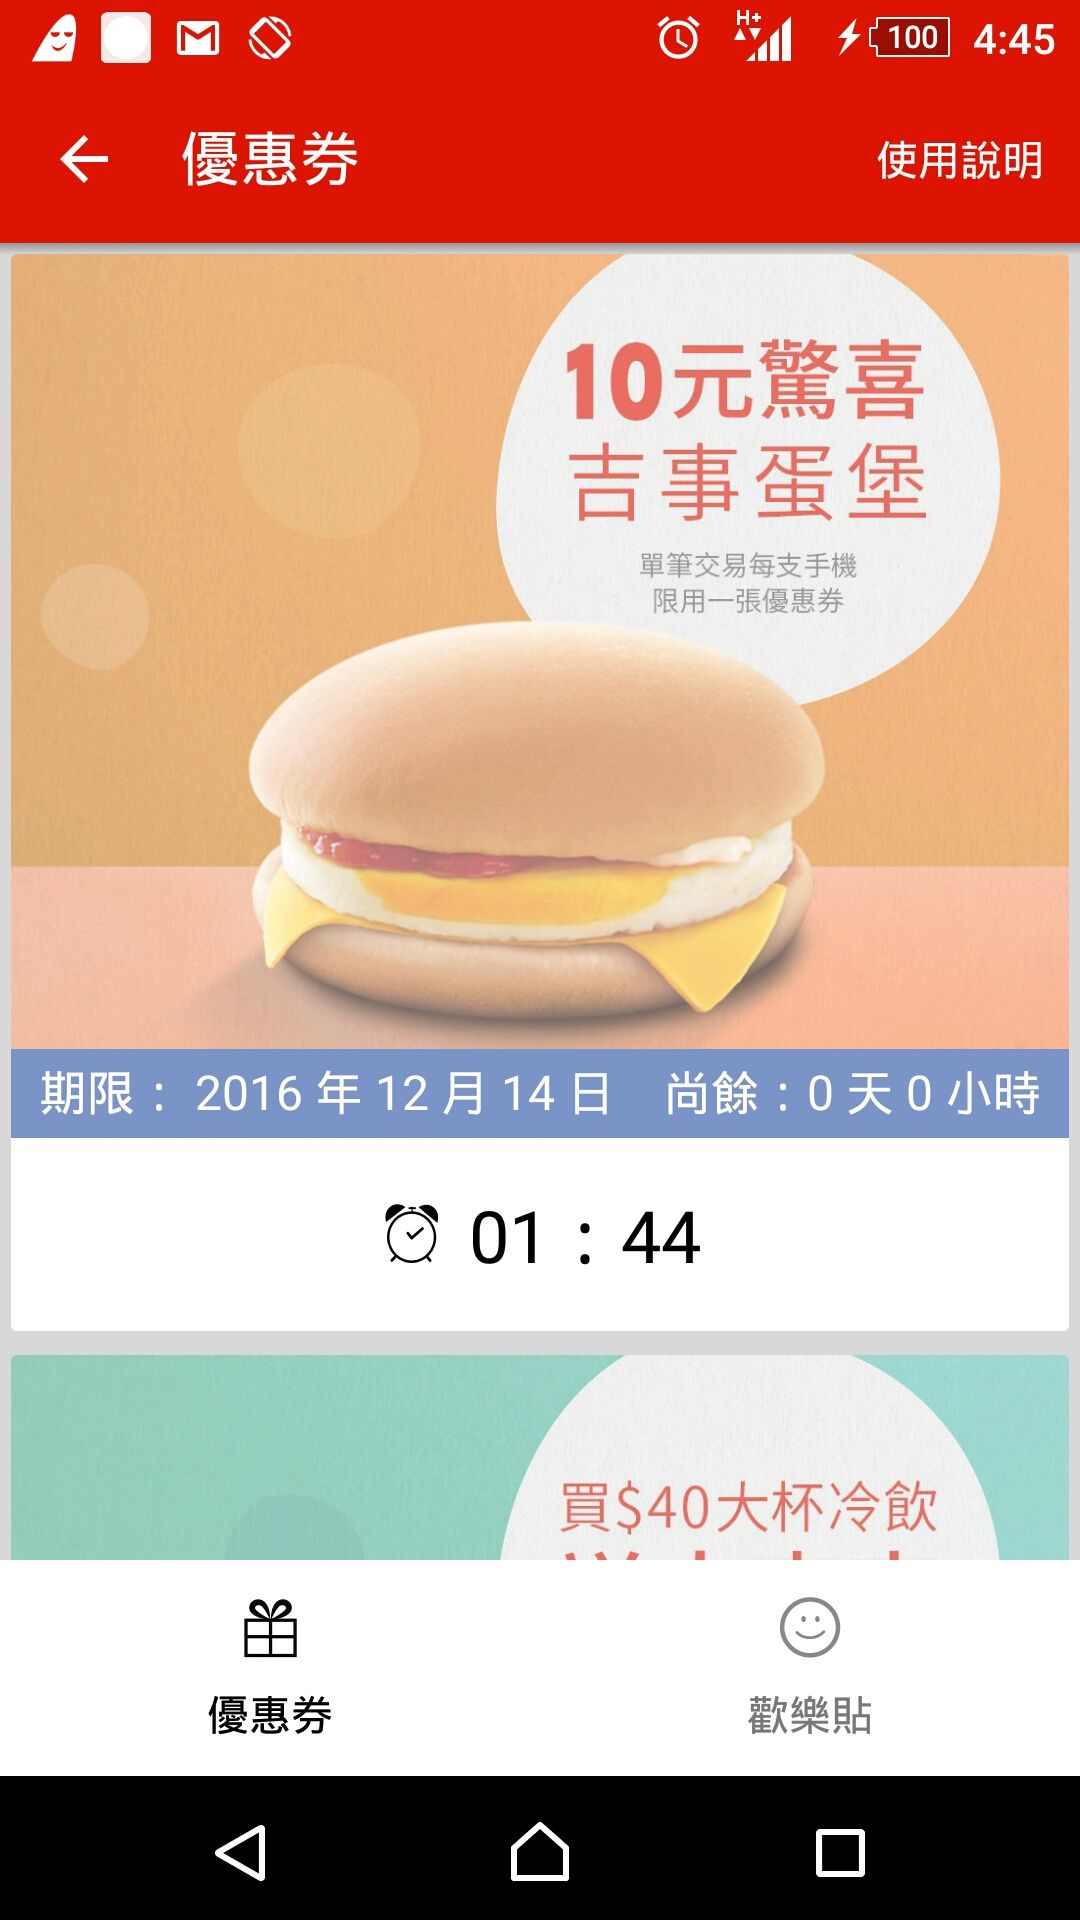 H+
100
4:45
優惠券
使用說明
10元驚喜
吉事蛋堡
單筆交易每支手機
限用一張優惠券
期限: 2016 年 12 月 14 日
尚餘:0 天 0 小時
01 : 44
買$40大杯冷飲
優惠券
歡樂貼